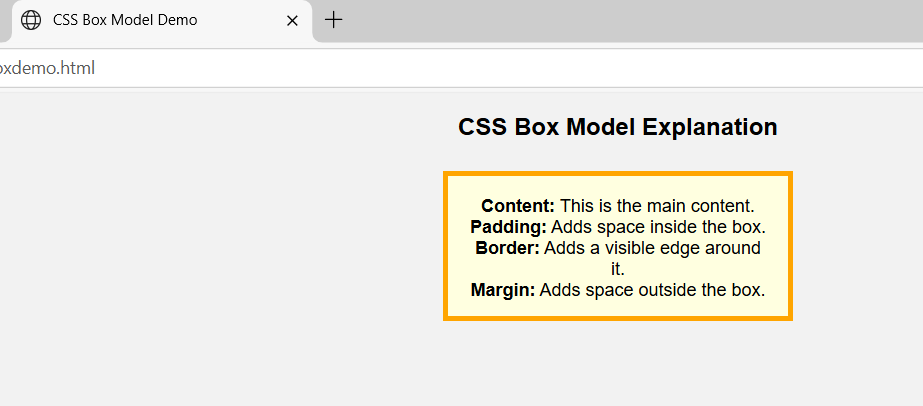 CSS Box Model Demo
oxdemo.html
CSS Box Model Explanation
Content: This is the main content.
Padding: Adds space inside the box.
Border: Adds a visible edge around
it.
Margin: Adds space outside the box.